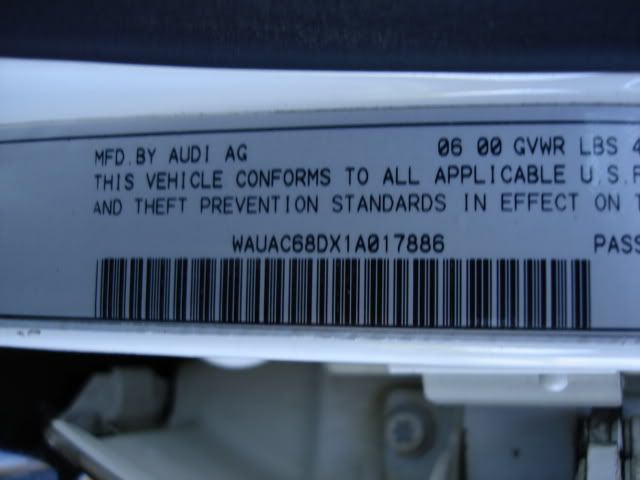 MFD.BY AUDI AG 06 00 GVWR LBS 4
THIS VEHICLE CONFORMS TO ALL APPLICABLE U.S.F
AND THEFT PREVENTION STANDARDS IN EFFECT ON T
WAUAC68DX1A017886 PASS